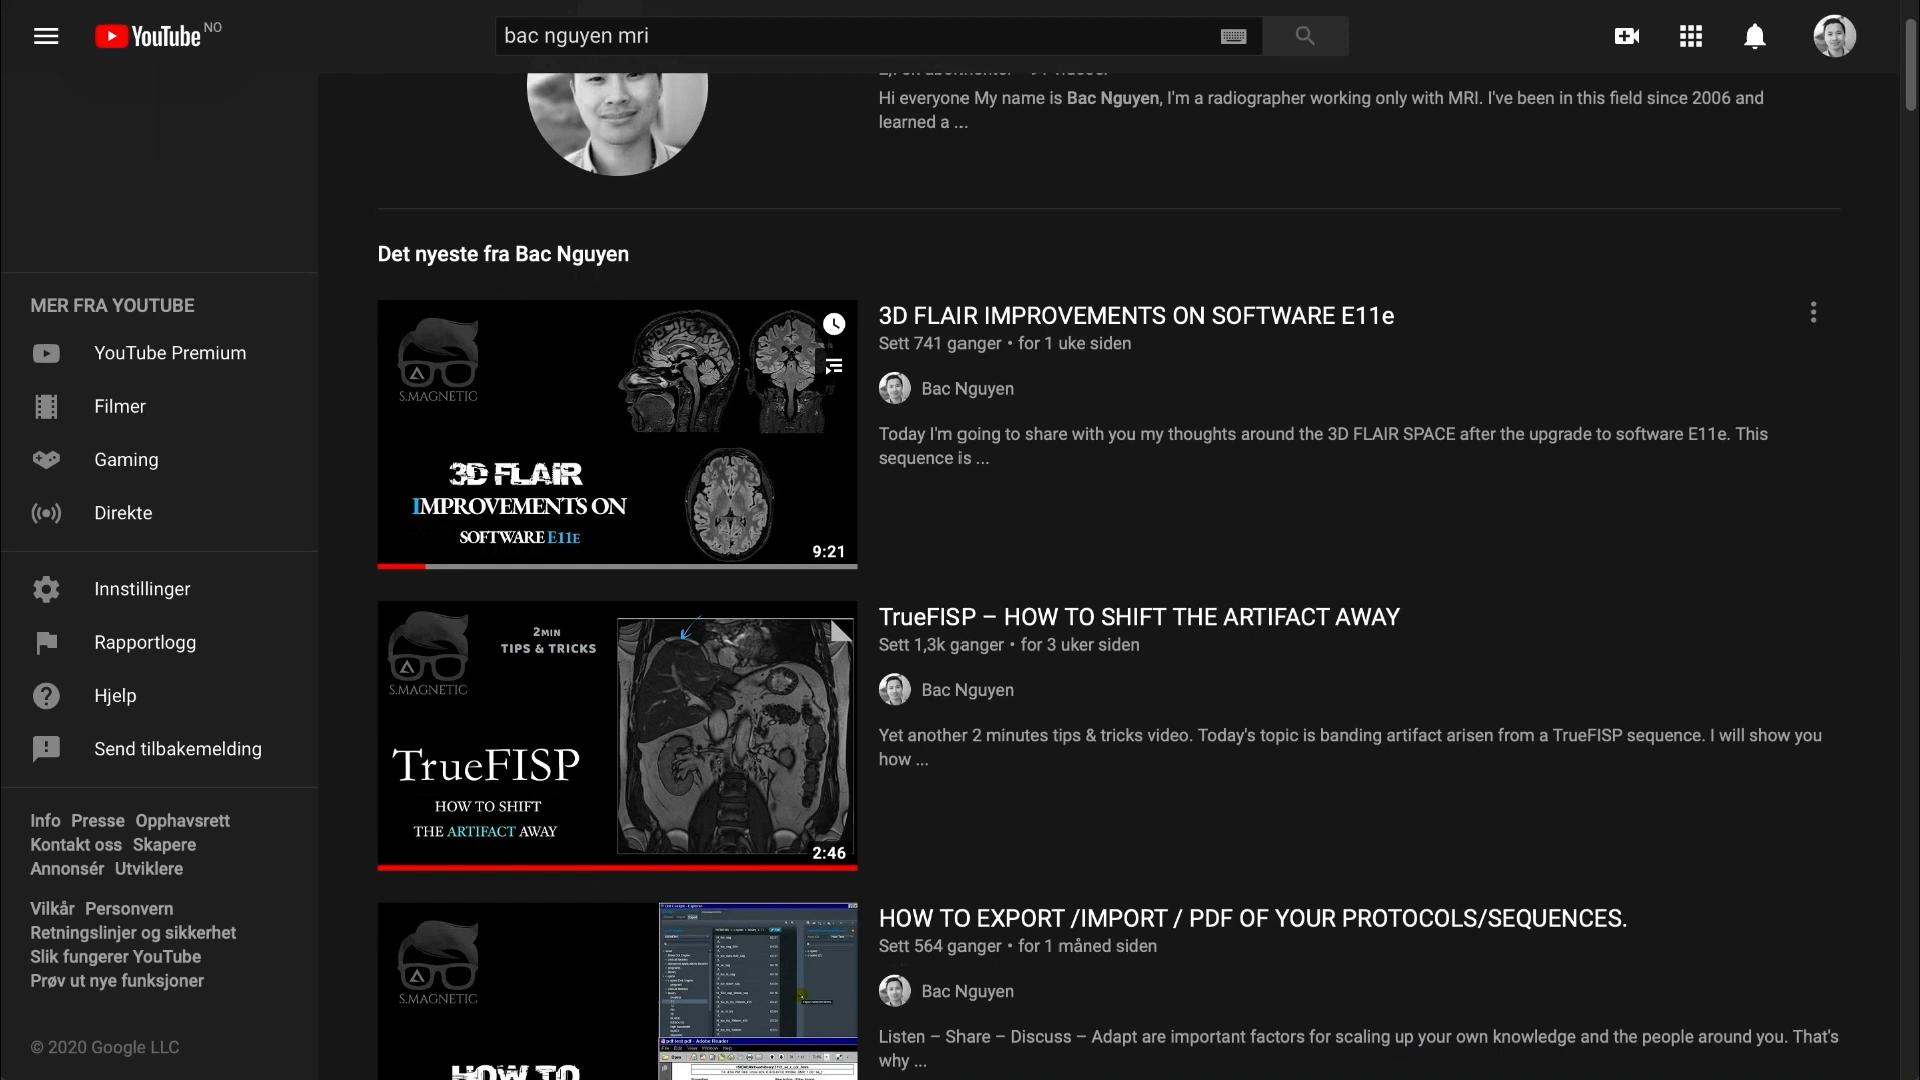 YouTube NO
bac nguyen mri
Hi everyone My name is Bac Nguyen, I'm a radiographer working only with MRI. I've been in this field since 2006 and
learned a ...
Det nyeste fra Bac Nguyen
MER FRA YOUTUBE
YouTube Premium
Filmer
Gaming
Direkte
Innstillinger
Rapportlogg
Hjelp
Send tilbakemelding
Info Presse Opphavsrett
Kontakt oss Skapere
Annonsér Utviklere
Vilkår Personvern
Retningslinjer og sikkerhet
Slik fungerer YouTube
Prøv ut nye funksjoner
© 2020 Google LLC
S.MAGNETIC
3D FLAIR
IMPROVEMENTS ON
SOFTWARE E11E
9:21
3D FLAIR IMPROVEMENTS ON SOFTWARE E11e
Sett 741 ganger • for 1 uke siden
Bac Nguyen
Today I'm going to share with you my thoughts around the 3D FLAIR SPACE after the upgrade to software E11e. This
sequence is ...
S.MAGNETIC
2MIN
TIPS & TRICKS
TrueFISP
HOW TO SHIFT
THE ARTIFACT AWAY
2:46
TrueFISP – HOW TO SHIFT THE ARTIFACT AWAY
Sett 1,3k ganger • for 3 uker siden
Bac Nguyen
Yet another 2 minutes tips & tricks video. Today's topic is banding artifact arisen from a TrueFISP sequence. I will show you
how ...
S.MAGNETIC
HOW TO
HOW TO EXPORT /IMPORT / PDF OF YOUR PROTOCOLS/SEQUENCES.
Sett 564 ganger • for 1 måned siden
Bac Nguyen
Listen – Share – Discuss – Adapt are important factors for scaling up your own knowledge and the people around you. That's
why ...